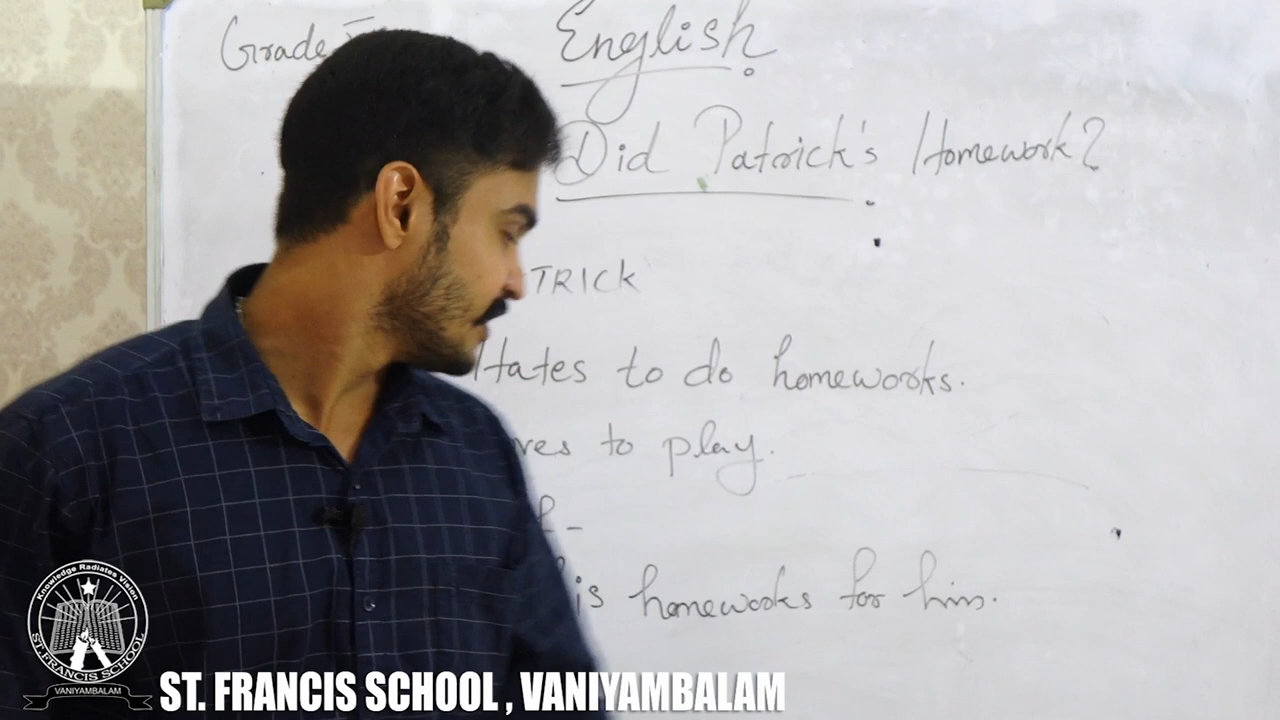 Grade
English
Did Patrick's Homework?
TRICK
Hates to do homeworks.
ves to play.
his homeworks for him.
Knowledge Radiates Vision
ST. FRANCIS SCHOOL
VANIYAMBALAM
ST. FRANCIS SCHOOL , VANIYAMBALAM